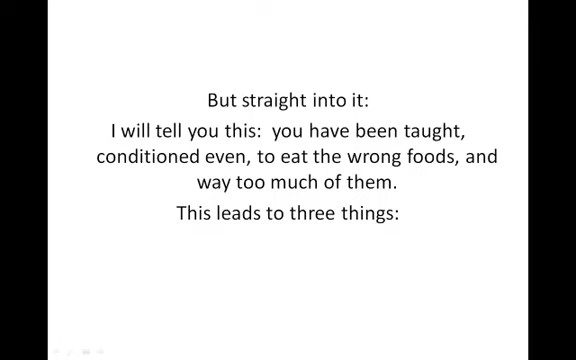 But straight into it:
I will tell you this:  you have been taught,
conditioned even, to eat the wrong foods, and
way too much of them.
This leads to three things: